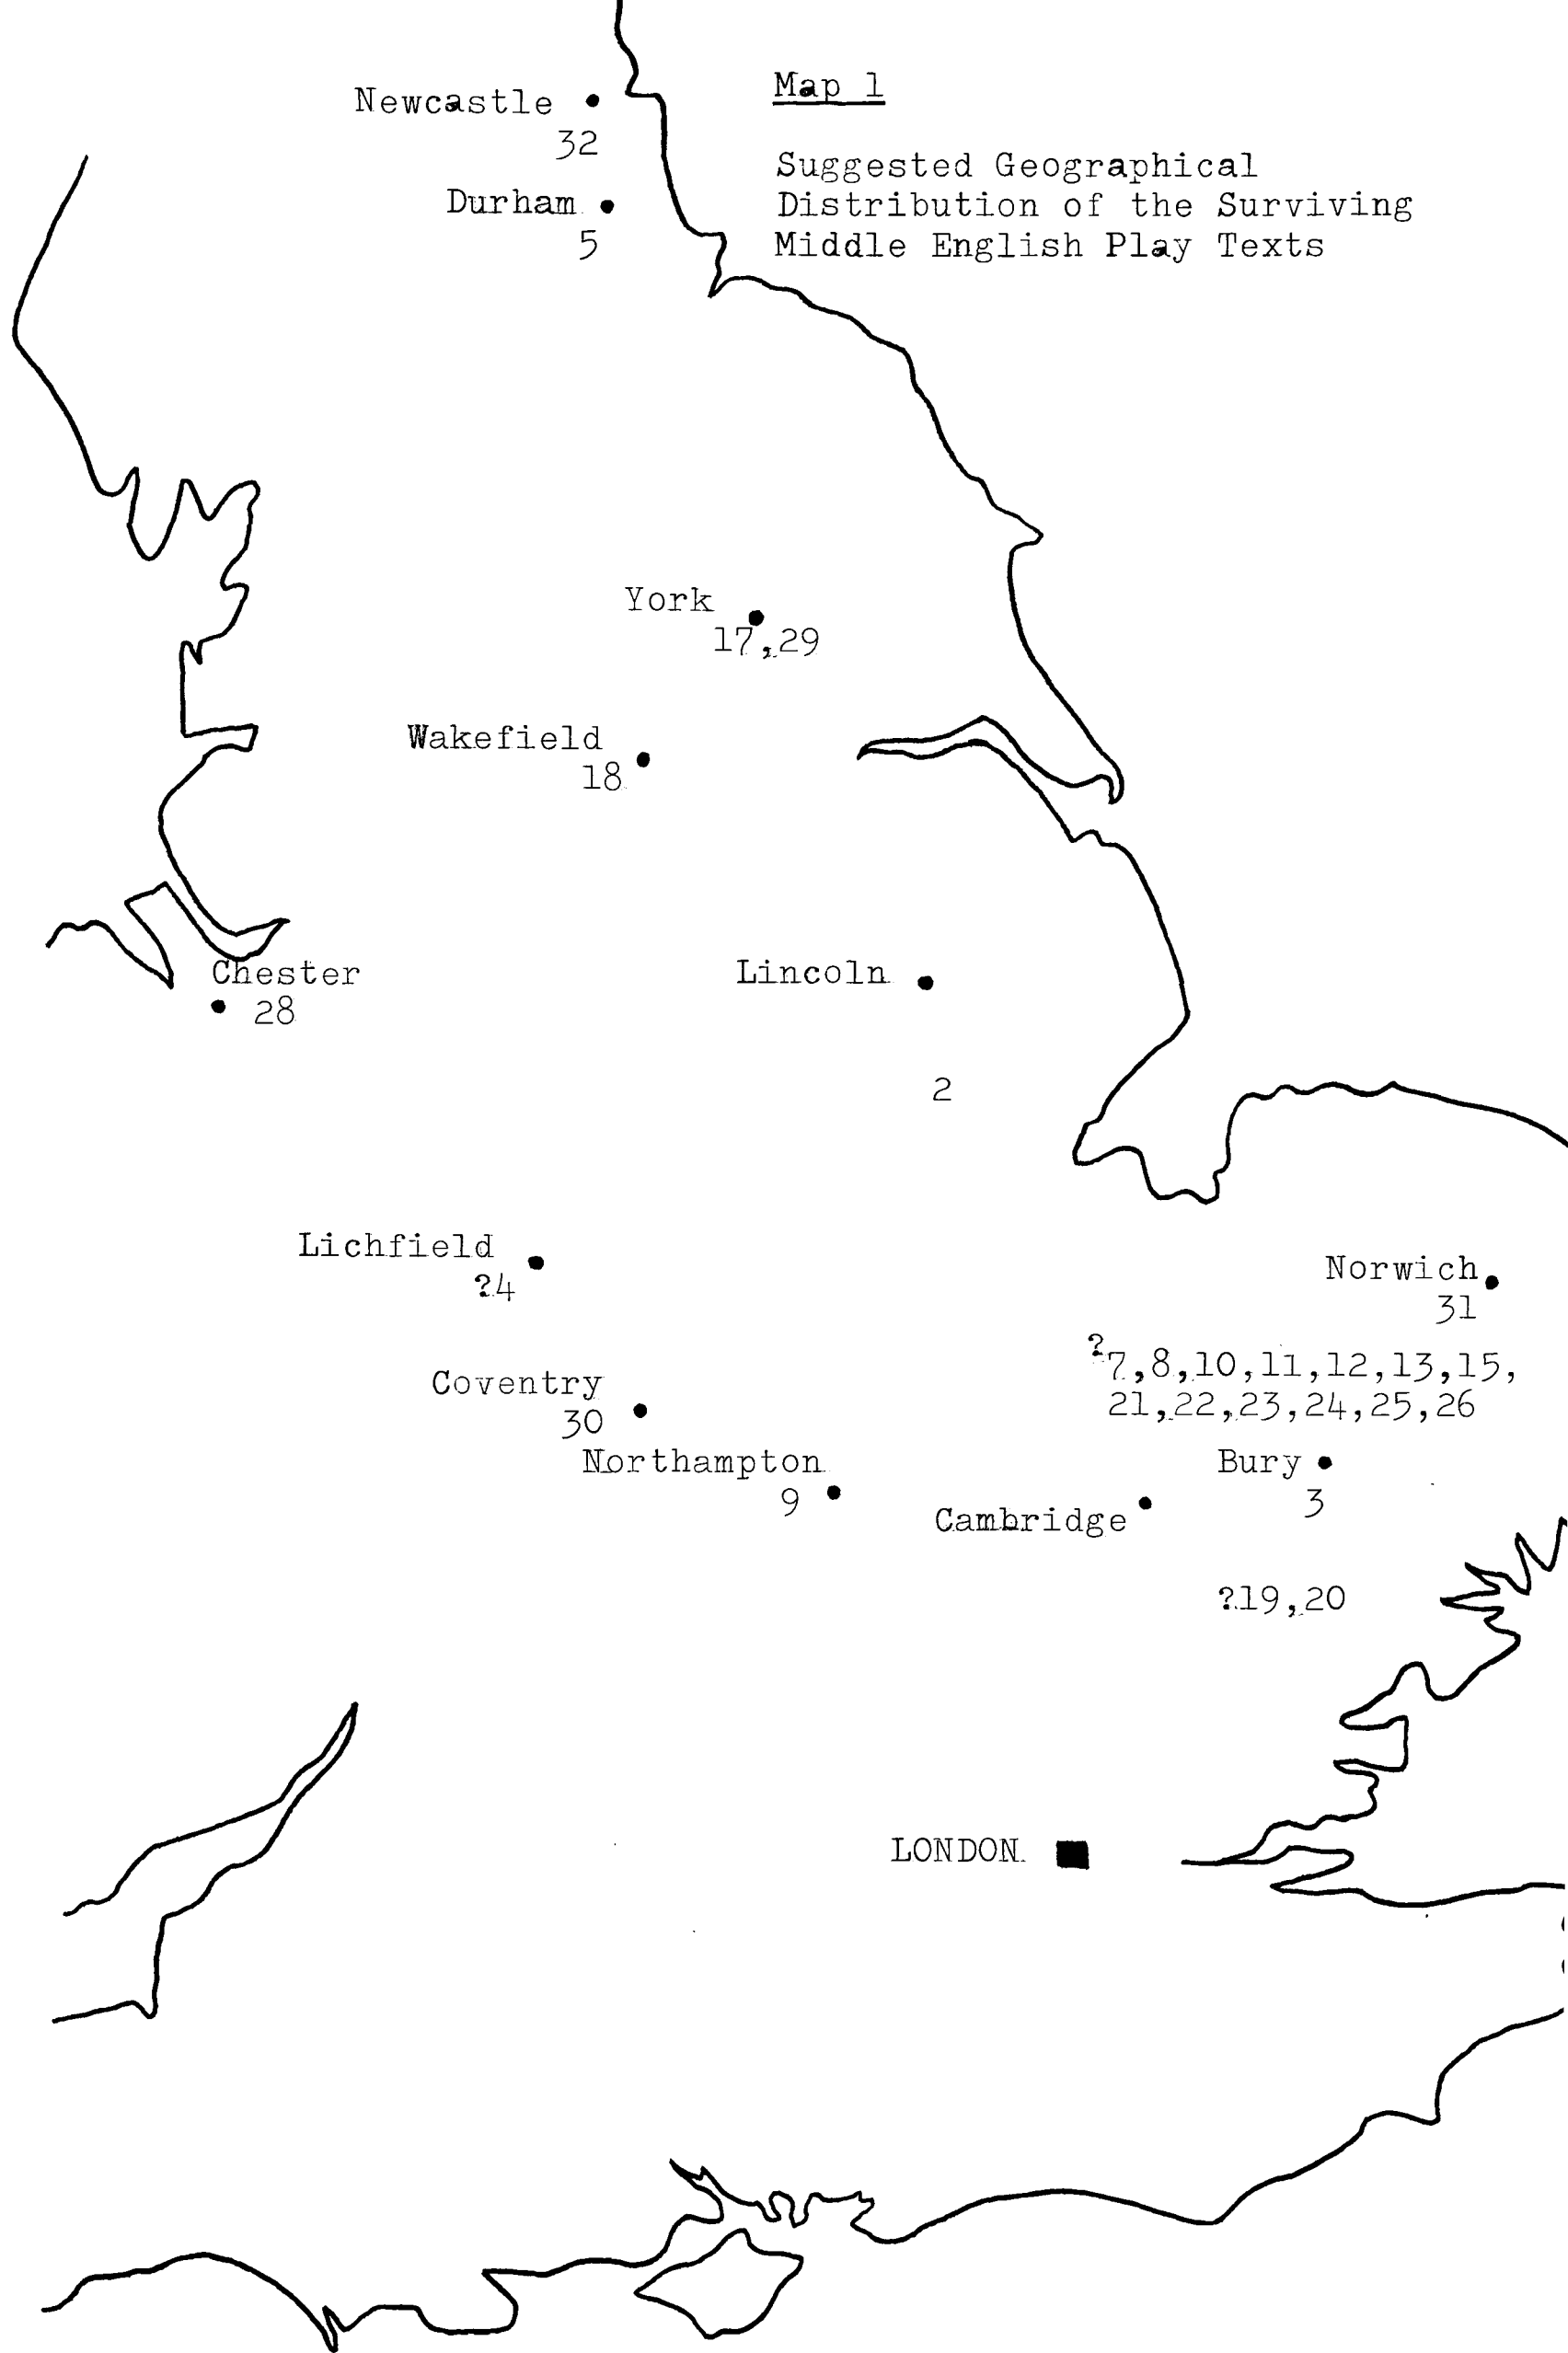 Map 1
Suggested Geographical
Distribution of the Surviving
Middle English Play Texts
Newcastle
32
Durham
5
York
17,29
Wakefield
18
Chester
28
Lincoln
2
Lichfield
?4
Norwich
31
?7,8,10,11,12,13,15,
21,22,23,24,25,26
Coventry
30
Northampton
9
Bury
3
Cambridge
?19,20
LONDON